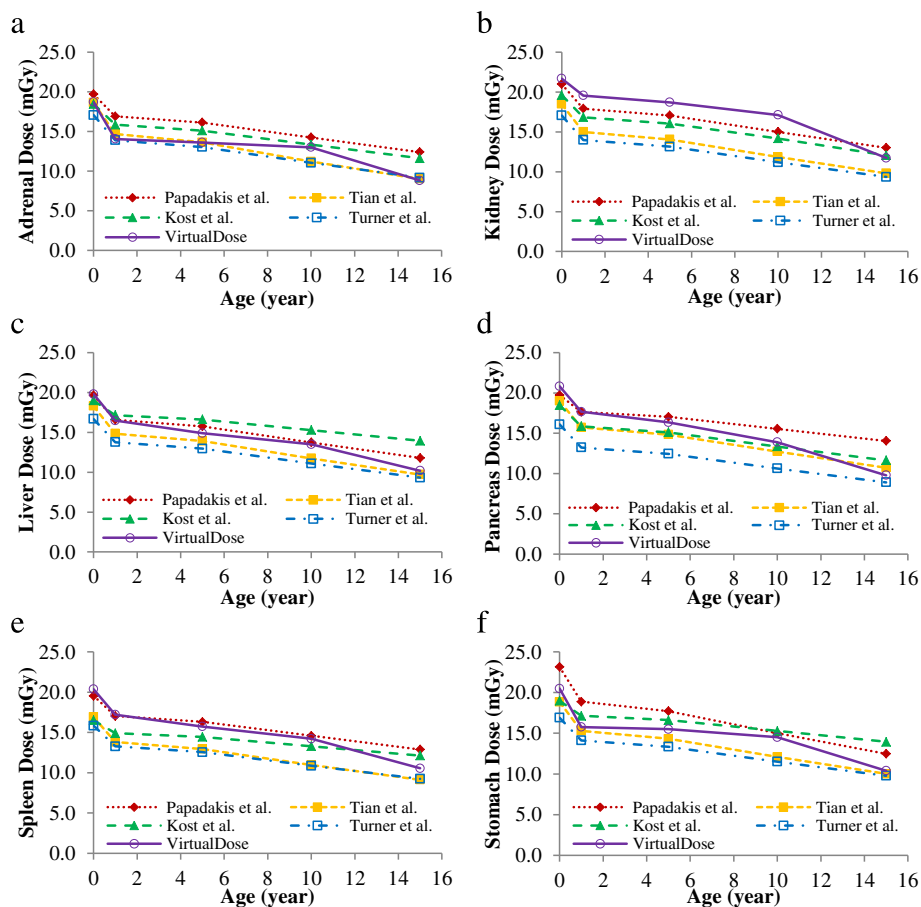 a
25.0
20.0
15.0
10.0
5.0
0.0
Adrenal Dose (mGy)
Papadakis et al.
Tian et al.
Kost et al.
Turner et al.
VirtualDose
0 2 4 6 8 10 12 14 16
Age (year)
b
25.0
20.0
15.0
10.0
5.0
0.0
Kidney Dose (mGy)
Papadakis et al.
Tian et al.
Kost et al.
Turner et al.
VirtualDose
0 2 4 6 8 10 12 14 16
Age (year)
c
25.0
20.0
15.0
10.0
5.0
0.0
Liver Dose (mGy)
Papadakis et al.
Tian et al.
Kost et al.
Turner et al.
VirtualDose
0 2 4 6 8 10 12 14 16
Age (year)
d
25.0
20.0
15.0
10.0
5.0
0.0
Pancreas Dose (mGy)
Papadakis et al.
Tian et al.
Kost et al.
Turner et al.
VirtualDose
0 2 4 6 8 10 12 14 16
Age (year)
e
25.0
20.0
15.0
10.0
5.0
0.0
Spleen Dose (mGy)
Papadakis et al.
Tian et al.
Kost et al.
Turner et al.
VirtualDose
0 2 4 6 8 10 12 14 16
Age (year)
f
25.0
20.0
15.0
10.0
5.0
0.0
Stomach Dose (mGy)
Papadakis et al.
Tian et al.
Kost et al.
Turner et al.
VirtualDose
0 2 4 6 8 10 12 14 16
Age (year)